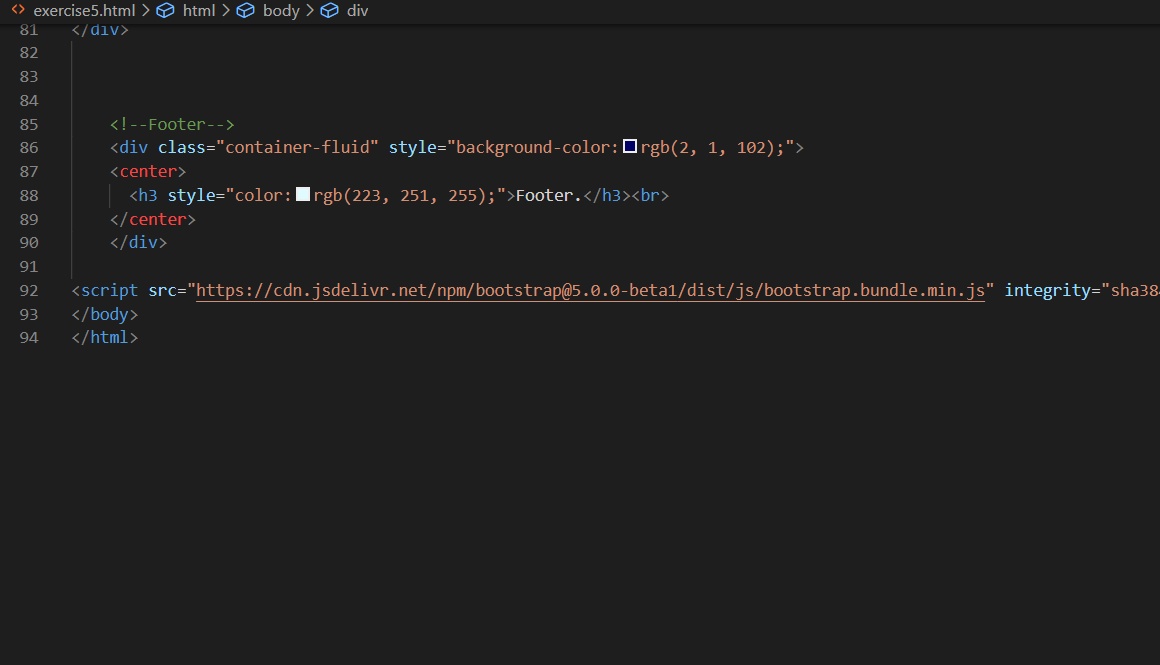 exercise5.html > html > body > div
81 </div>
82
83
84
85 <!--Footer-->
86 <div class="container-fluid" style="background-color:rgb(2, 1, 102);">
87 <center>
88 <h3 style="color:rgb(223, 251, 255);">Footer.</h3><br>
89 </center>
90 </div>
91
92 <script src="https://cdn.jsdelivr.net/npm/bootstrap@5.0.0-beta1/dist/js/bootstrap.bundle.min.js" integrity="sha384
93 </body>
94 </html>